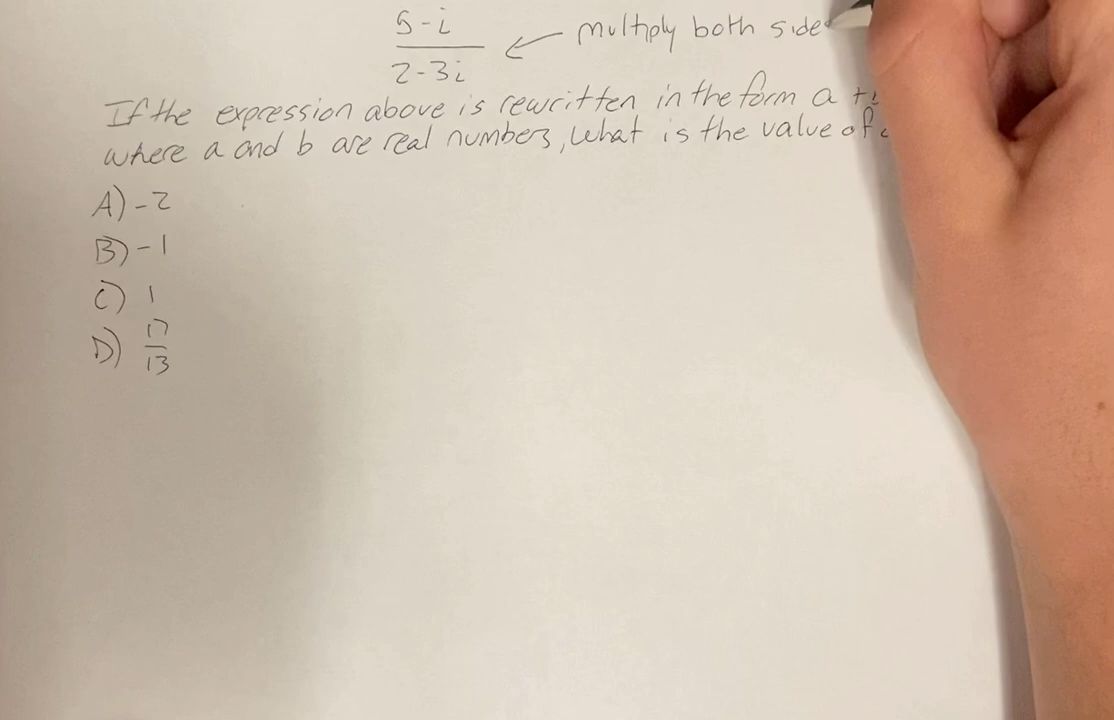 5-i
2-3i
multiply both side
If the expression above is rewritten in the form a +
where a and b are real numbers, what is the value of
A) -2
B) -1
C) 1
D) 17
13